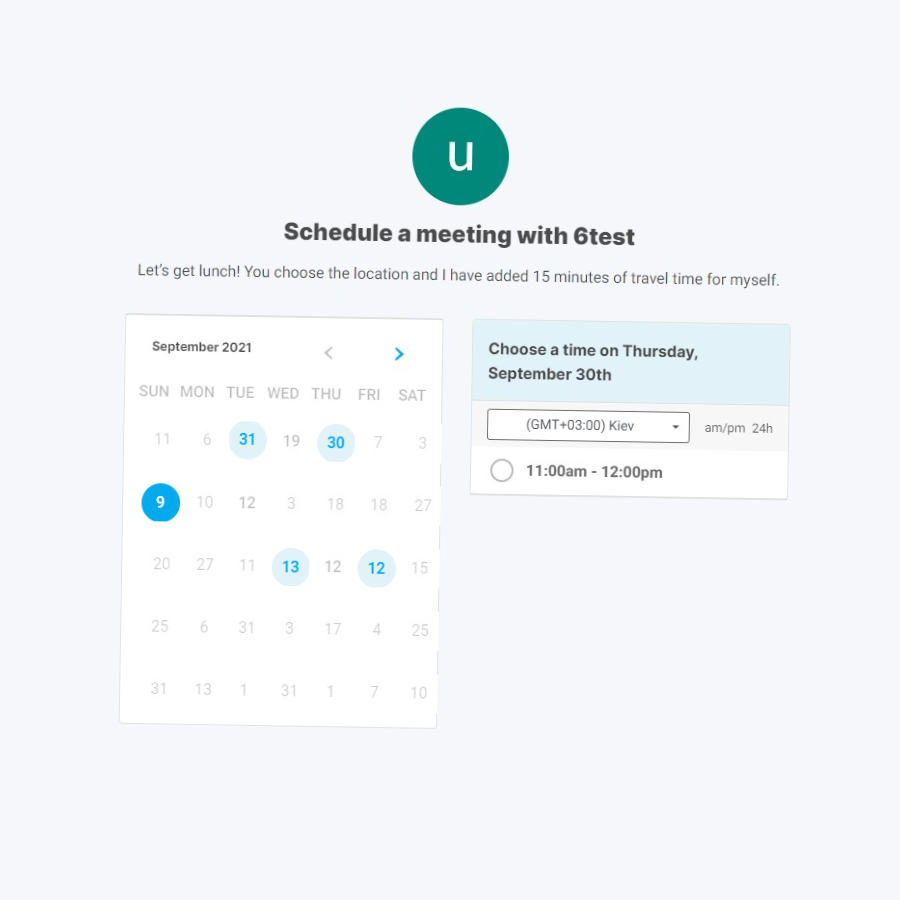 u
Schedule a meeting with 6test
Let's get lunch! You choose the location and I have added 15 minutes of travel time for myself.
September 2021
SUN MON TUE WED THU FRI SAT
11 6 31 19 30 7 3
9 10 12 3 18 18 27
20 27 11 13 12 12 15
25 6 31 3 17 4 25
31 13 1 31 1 7 10
Choose a time on Thursday,
September 30th
(GMT+03:00) Kiev am/pm 24h
11:00am - 12:00pm